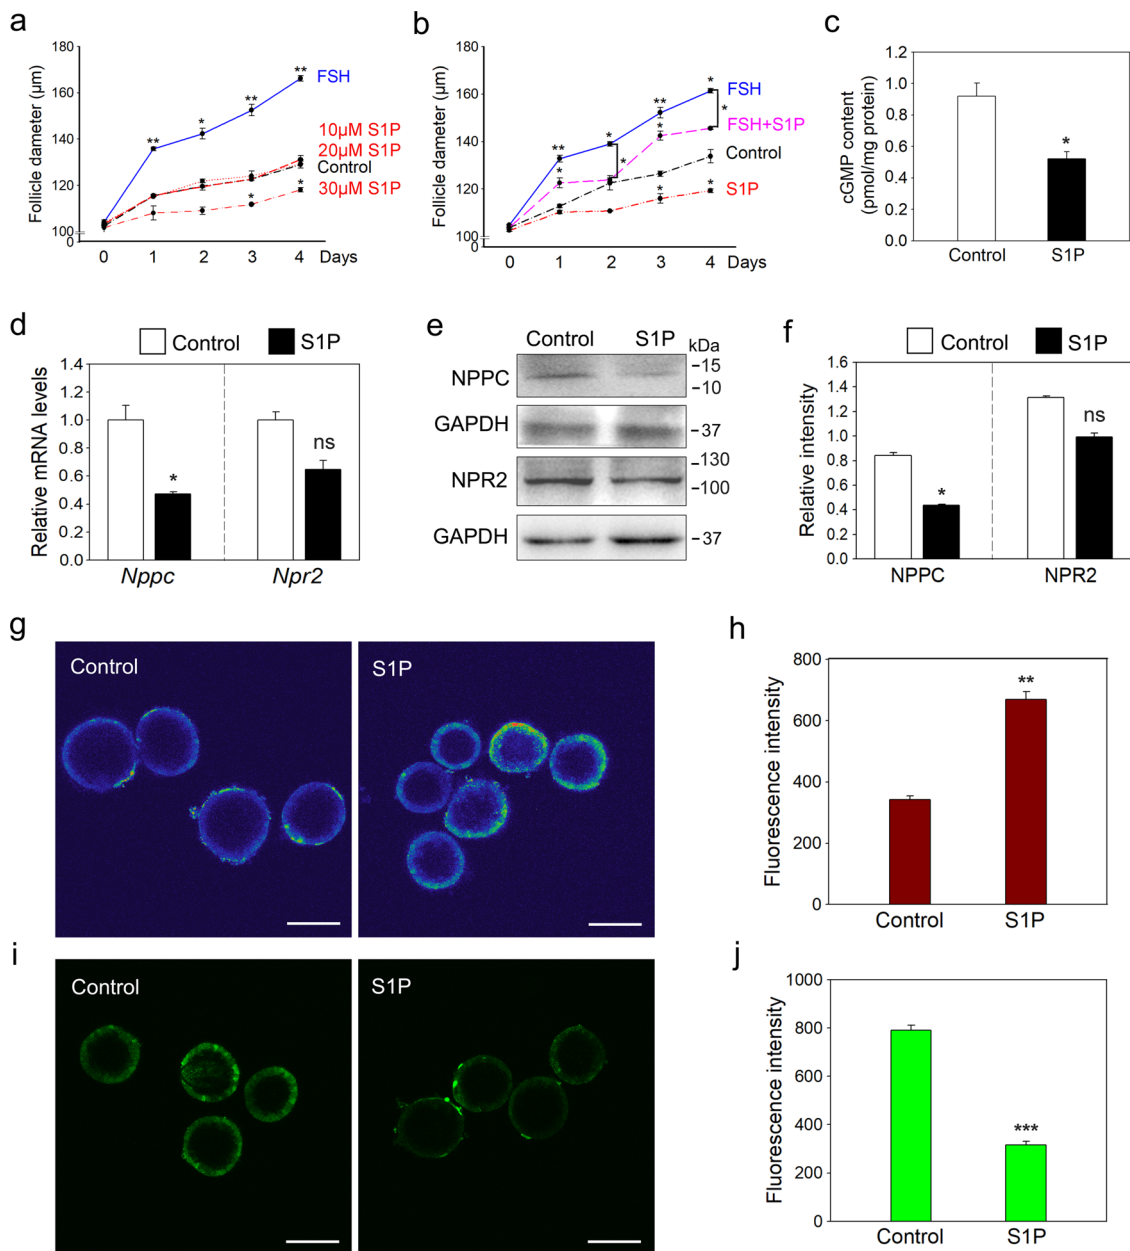 a
Follicle diameter (µm)
180
160
140
120
100
0
** * ** **
FSH
10µM S1P
20µM S1P
Control
30µM S1P
* *
0 1 2 3 4 Days
b
Follicle diameter (µm)
180
160
140
120
100
0
** * ** *
FSH
*
FSH+S1P
* * *
Control
S1P
* *
0 1 2 3 4 Days
c
cGMP content
(pmol/mg protein)
1.2
1.0
0.8
0.6
0.4
0.2
0.0
*
Control S1P
d
Control S1P
Relative mRNA levels
1.4
1.2
1.0
0.8
0.6
0.4
0.2
0.0
* ns
Nppc Npr2
e
Control S1P kDa
NPPC –15
–10
GAPDH –37
NPR2 –130
–100
GAPDH –37
f
Control S1P
Relative intensity
1.6
1.4
1.2
1.0
0.8
0.6
0.4
0.2
0.0
* ns
NPPC NPR2
g
Control S1P
h
Fluorescence intensity
800
600
400
200
0
**
Control S1P
i
Control S1P
j
Fluorescence intensity
1000
800
600
400
200
0
***
Control S1P